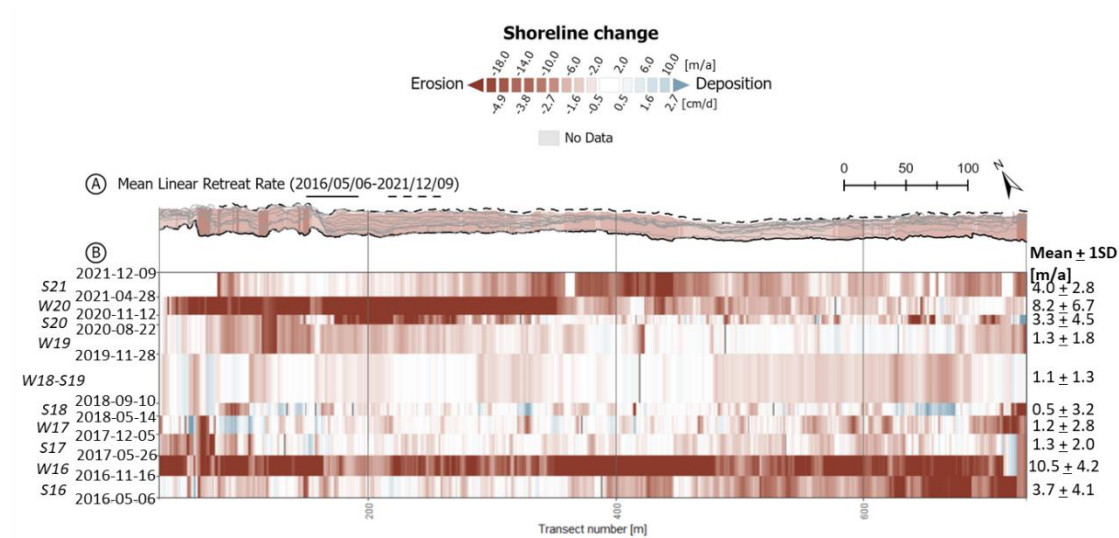 Shoreline change
-18.0 -14.0 -10.0 -6.0 -2.0 2.0 6.0 10.0 [m/a]
Erosion Deposition
-4.9 -3.8 -2.7 -1.6 -0.5 0.5 1.6 2.7 [cm/d]
No Data
A Mean Linear Retreat Rate (2016/05/06-2021/12/09)
0 50 100
N
B
Mean ± 1SD
[m/a]
2021-12-09
S21 4.0 ± 2.8
2021-04-28
W20 8.2 ± 6.7
2020-11-12
S20 3.3 ± 4.5
2020-08-22
W19 1.3 ± 1.8
2019-11-28
W18-S19 1.1 ± 1.3
2018-09-10
S18 0.5 ± 3.2
2018-05-14
W17 1.2 ± 2.8
2017-12-05
S17 1.3 ± 2.0
2017-05-26
W16 10.5 ± 4.2
2016-11-16
S16 3.7 ± 4.1
2016-05-06
200 400 600
Transect number [m]